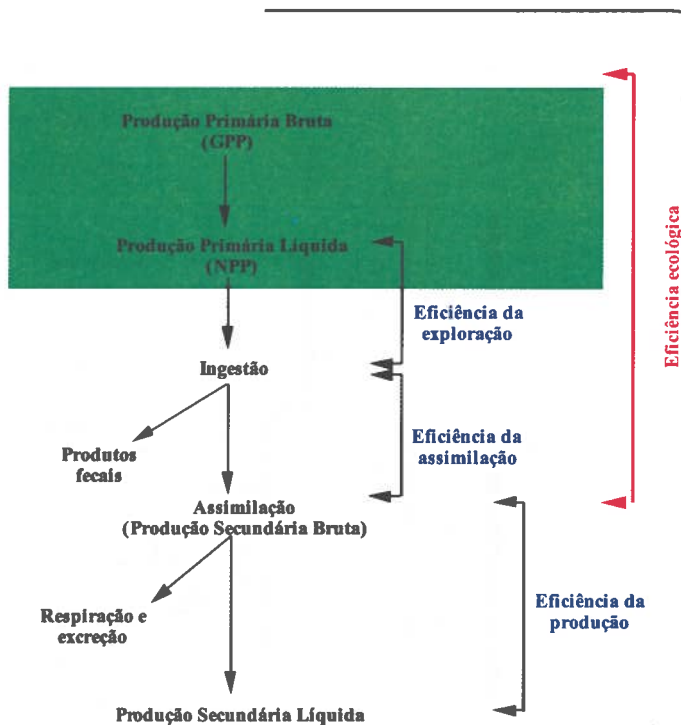 Produção Primária Bruta
(GPP)
Produção Primária Líquida
(NPP)
Eficiência da
exploração
Ingestão
Eficiência da
assimilação
Produtos
fecais
Assimilação
(Produção Secundária Bruta)
Respiração e
excreção
Eficiência da
produção
Produção Secundária Líquida
Eficiência ecológica